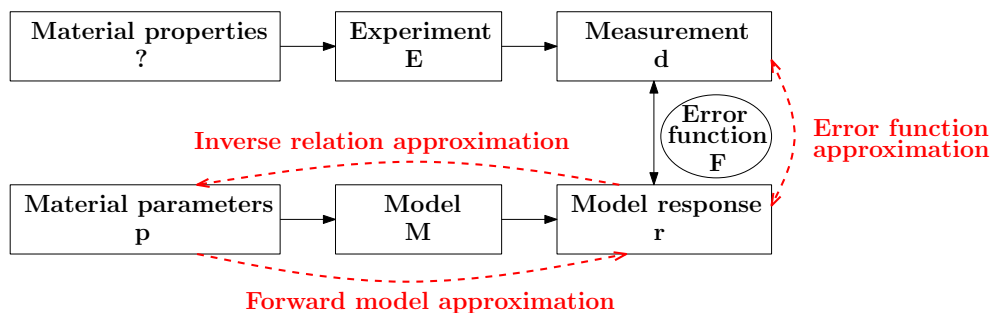 Material properties
?
Experiment
E
Measurement
d
Error
function
F
Error function
approximation
Inverse relation approximation
Material parameters
p
Model
M
Model response
r
Forward model approximation